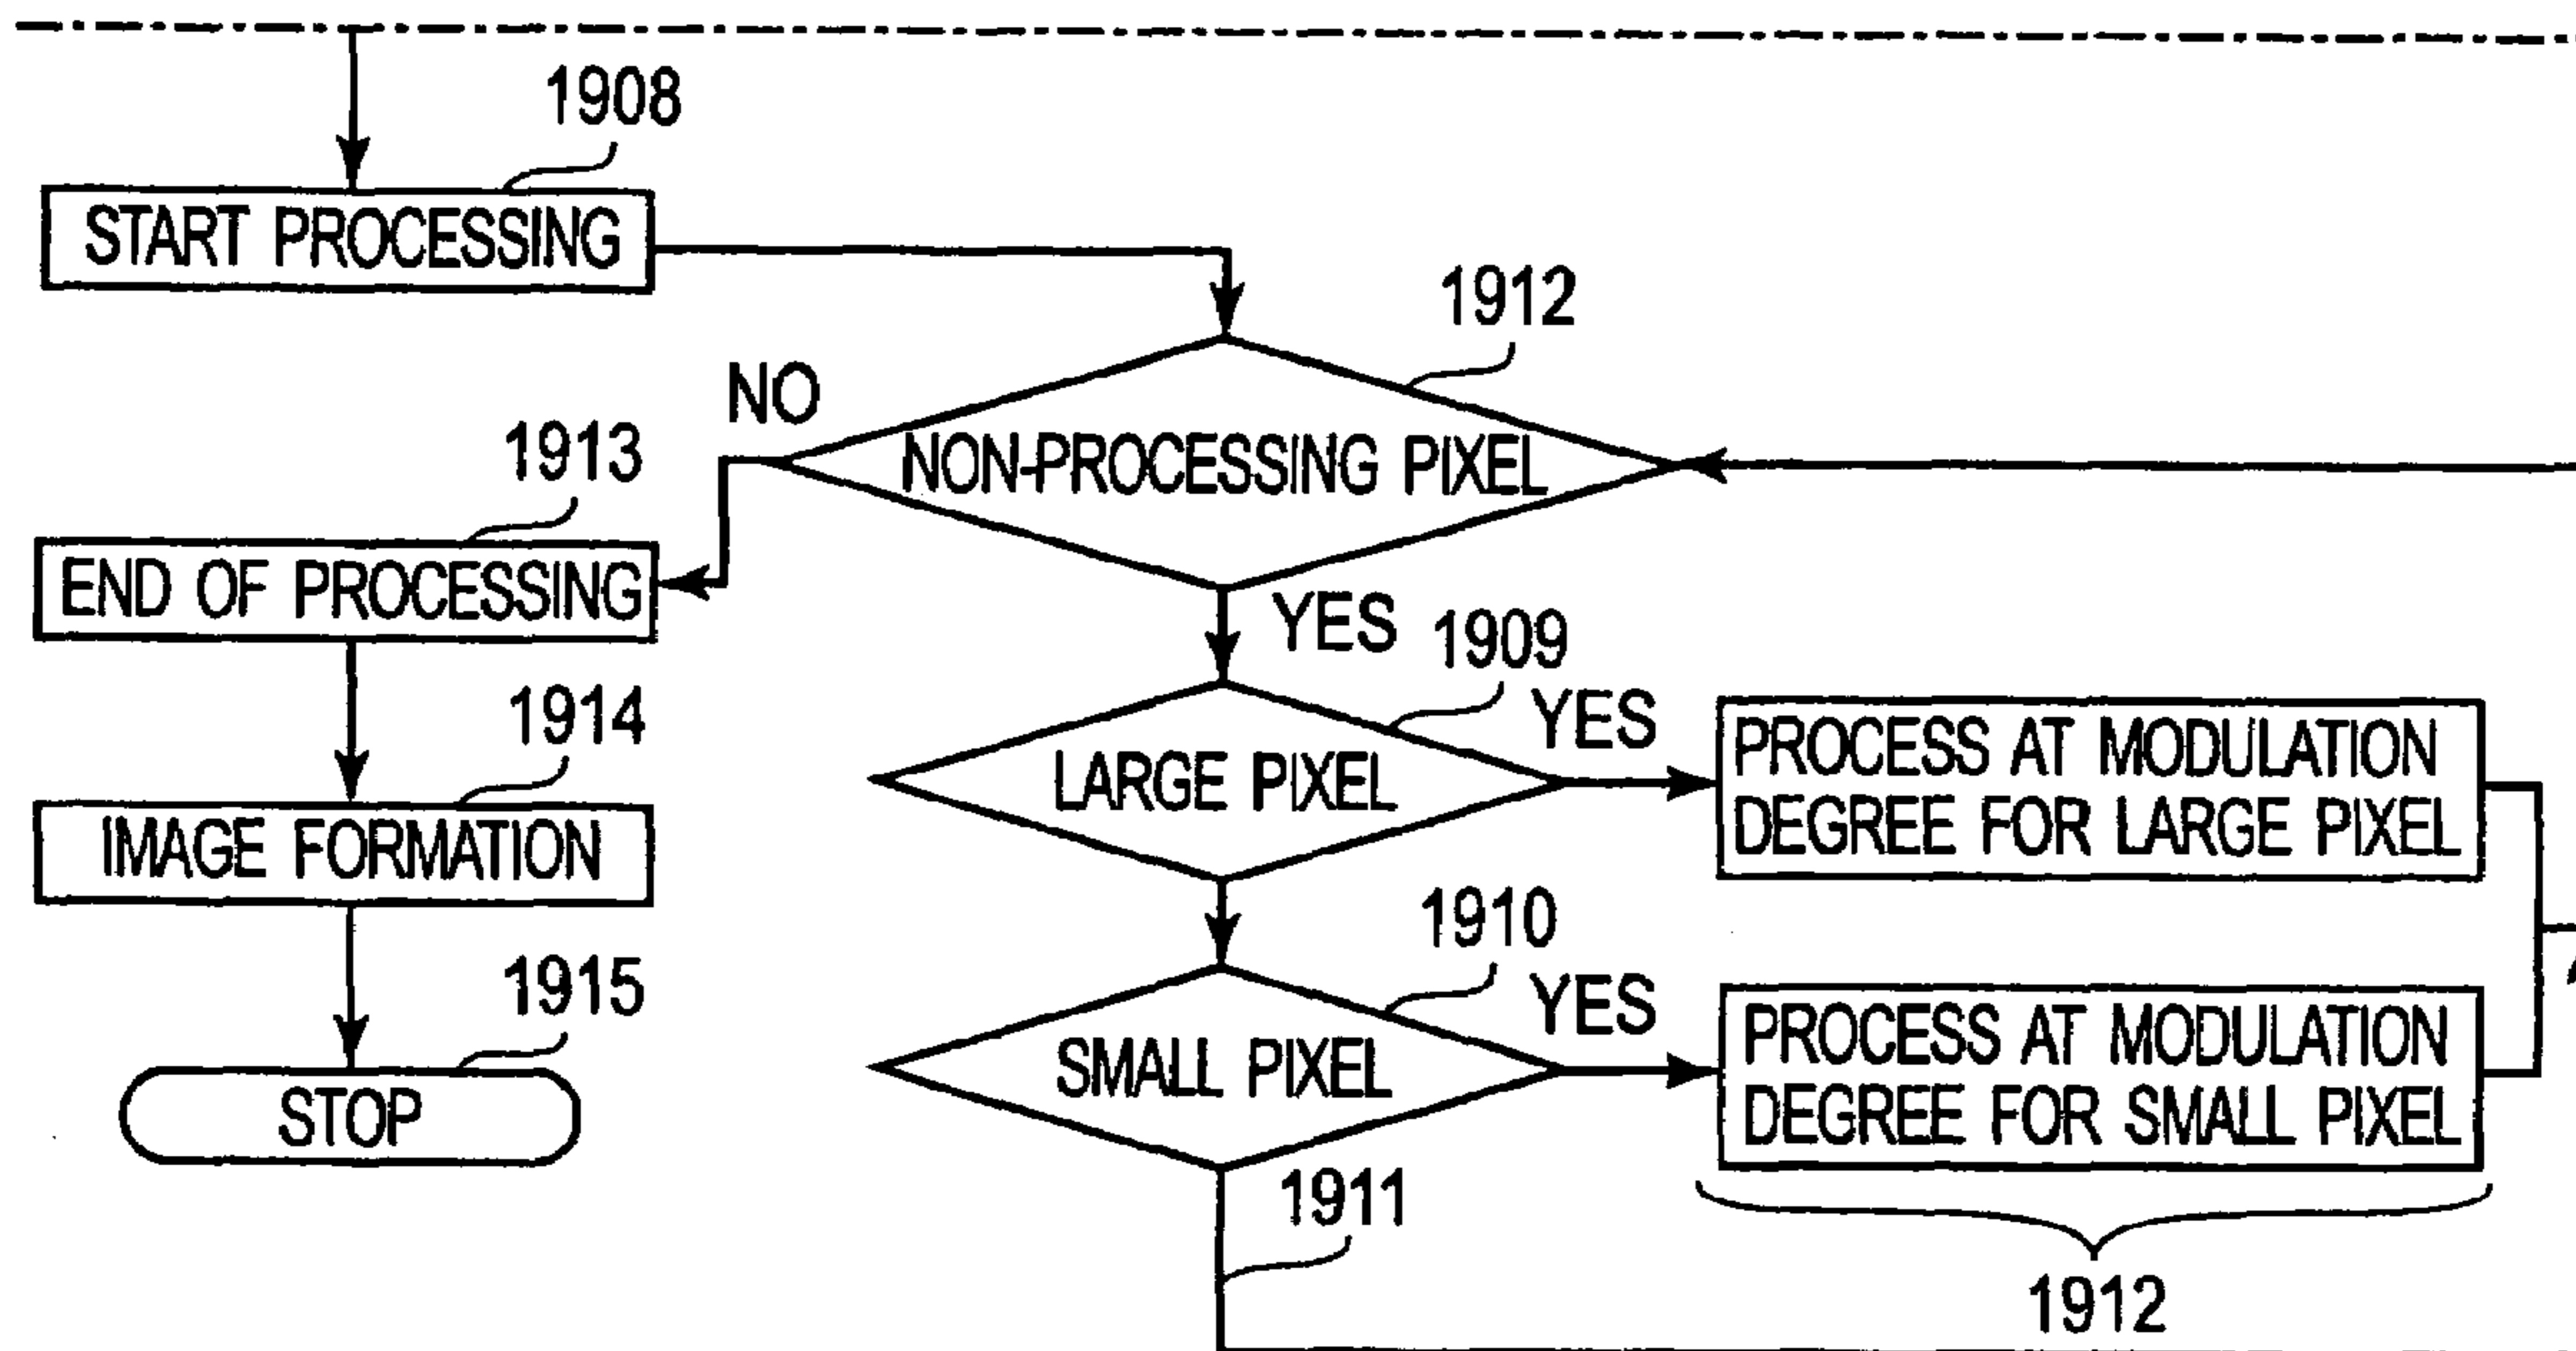 1908
START PROCESSING
1912
NO
NON-PROCESSING PIXEL
1913
END OF PROCESSING
YES
1909
YES
LARGE PIXEL
PROCESS AT MODULATION
DEGREE FOR LARGE PIXEL
1914
IMAGE FORMATION
1910
YES
SMALL PIXEL
PROCESS AT MODULATION
DEGREE FOR SMALL PIXEL
1915
STOP
1911
1912